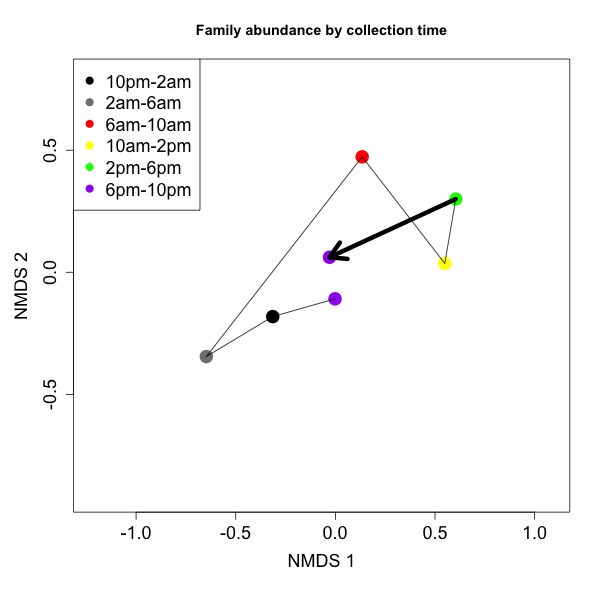 Family abundance by collection time
10pm-2am
2am-6am
6am-10am
10am-2pm
2pm-6pm
6pm-10pm
0.5
0.0
-0.5
NMDS 2
-1.0 -0.5 0.0 0.5 1.0
NMDS 1